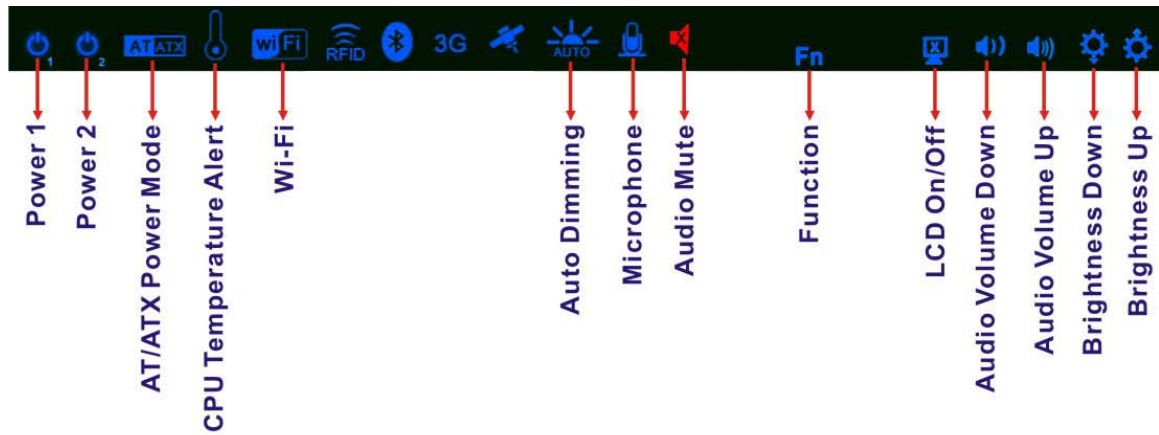 1
2
AT ATX
Wi Fi
RFID
3G
AUTO
X
Fn
X
Power 1
Power 2
AT/ATX Power Mode
CPU Temperature Alert
Wi-Fi
Auto Dimming
Microphone
Audio Mute
Function
LCD On/Off
Audio Volume Down
Audio Volume Up
Brightness Down
Brightness Up